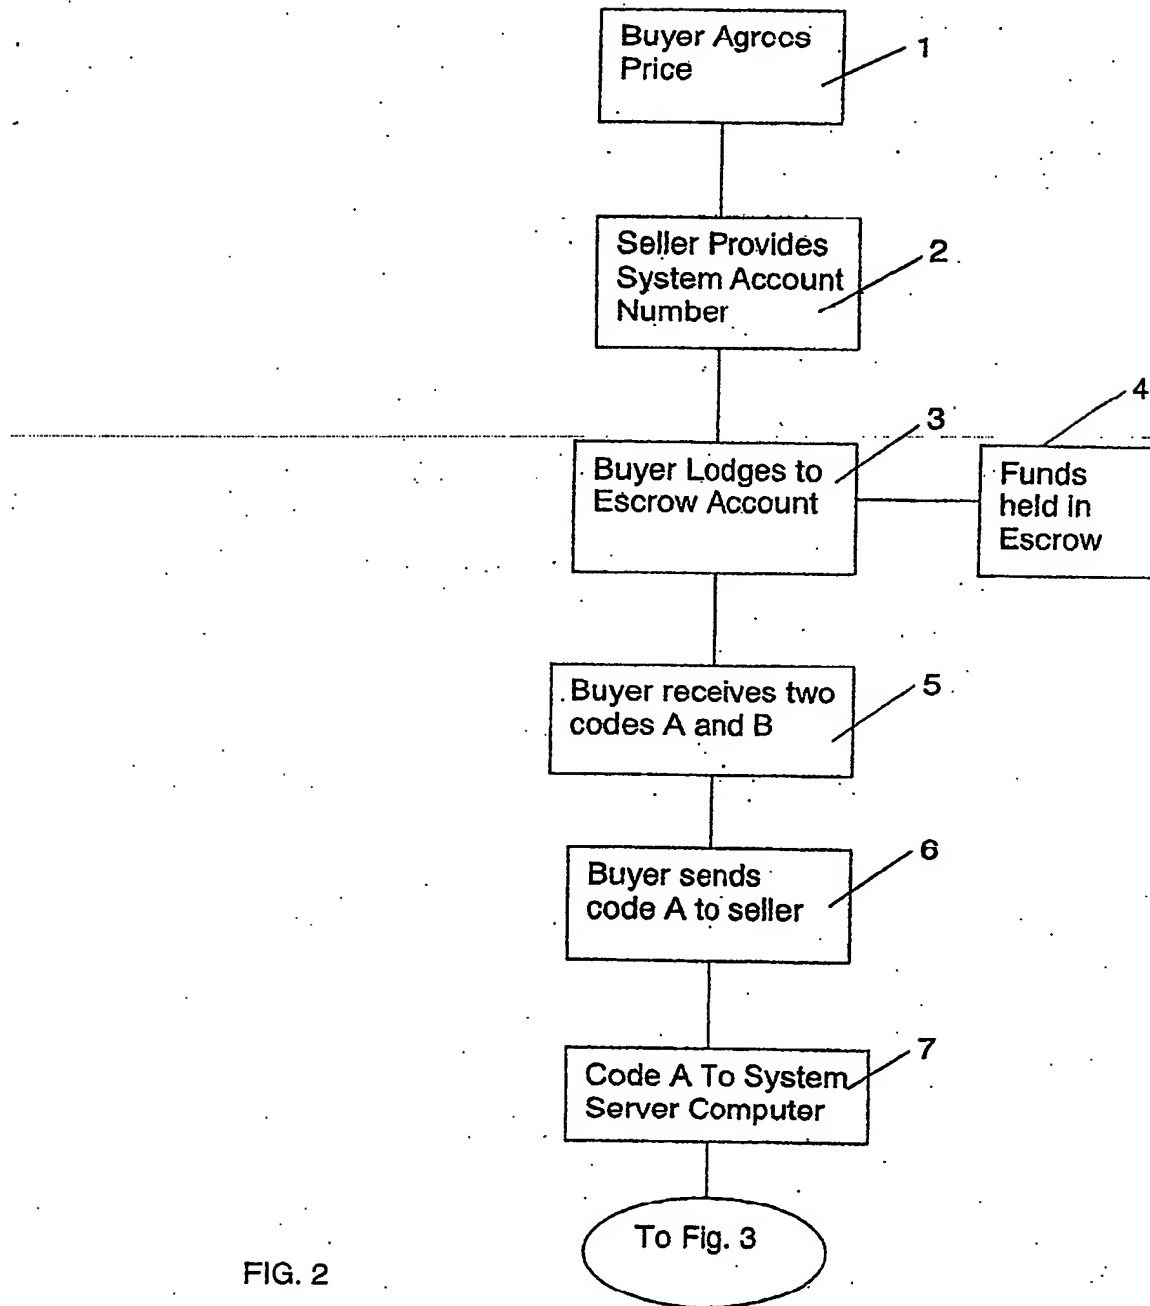 Buyer Agrees
Price
1
Seller Provides
System Account
Number
2
Buyer Lodges to
Escrow Account
3
Funds
held in
Escrow
4
Buyer receives two
codes A and B
5
Buyer sends
code A to seller
6
Code A To System
Server Computer
7
To Fig. 3
FIG. 2